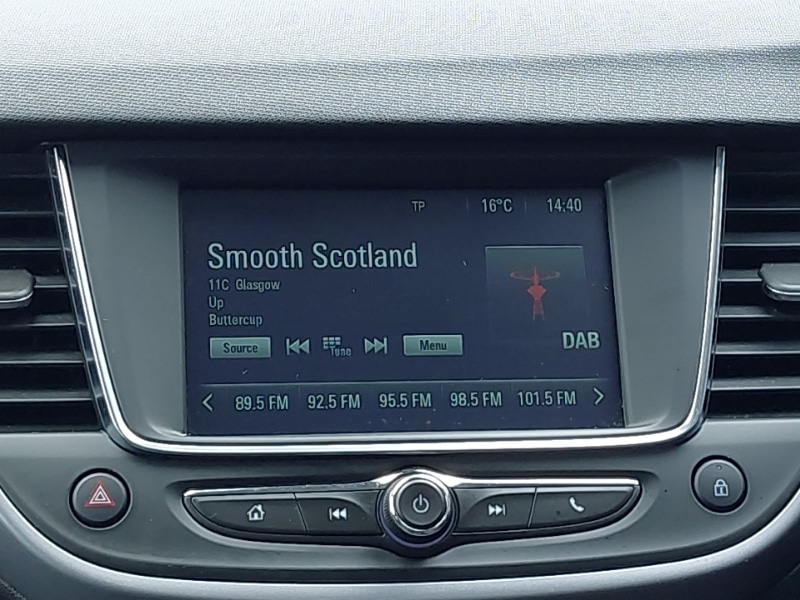 TP 16°C 14:40
Smooth Scotland
11C Glasgow
Up
Buttercup
Source Tune Menu
DAB
89.5 FM 92.5 FM 95.5 FM 98.5 FM 101.5 FM